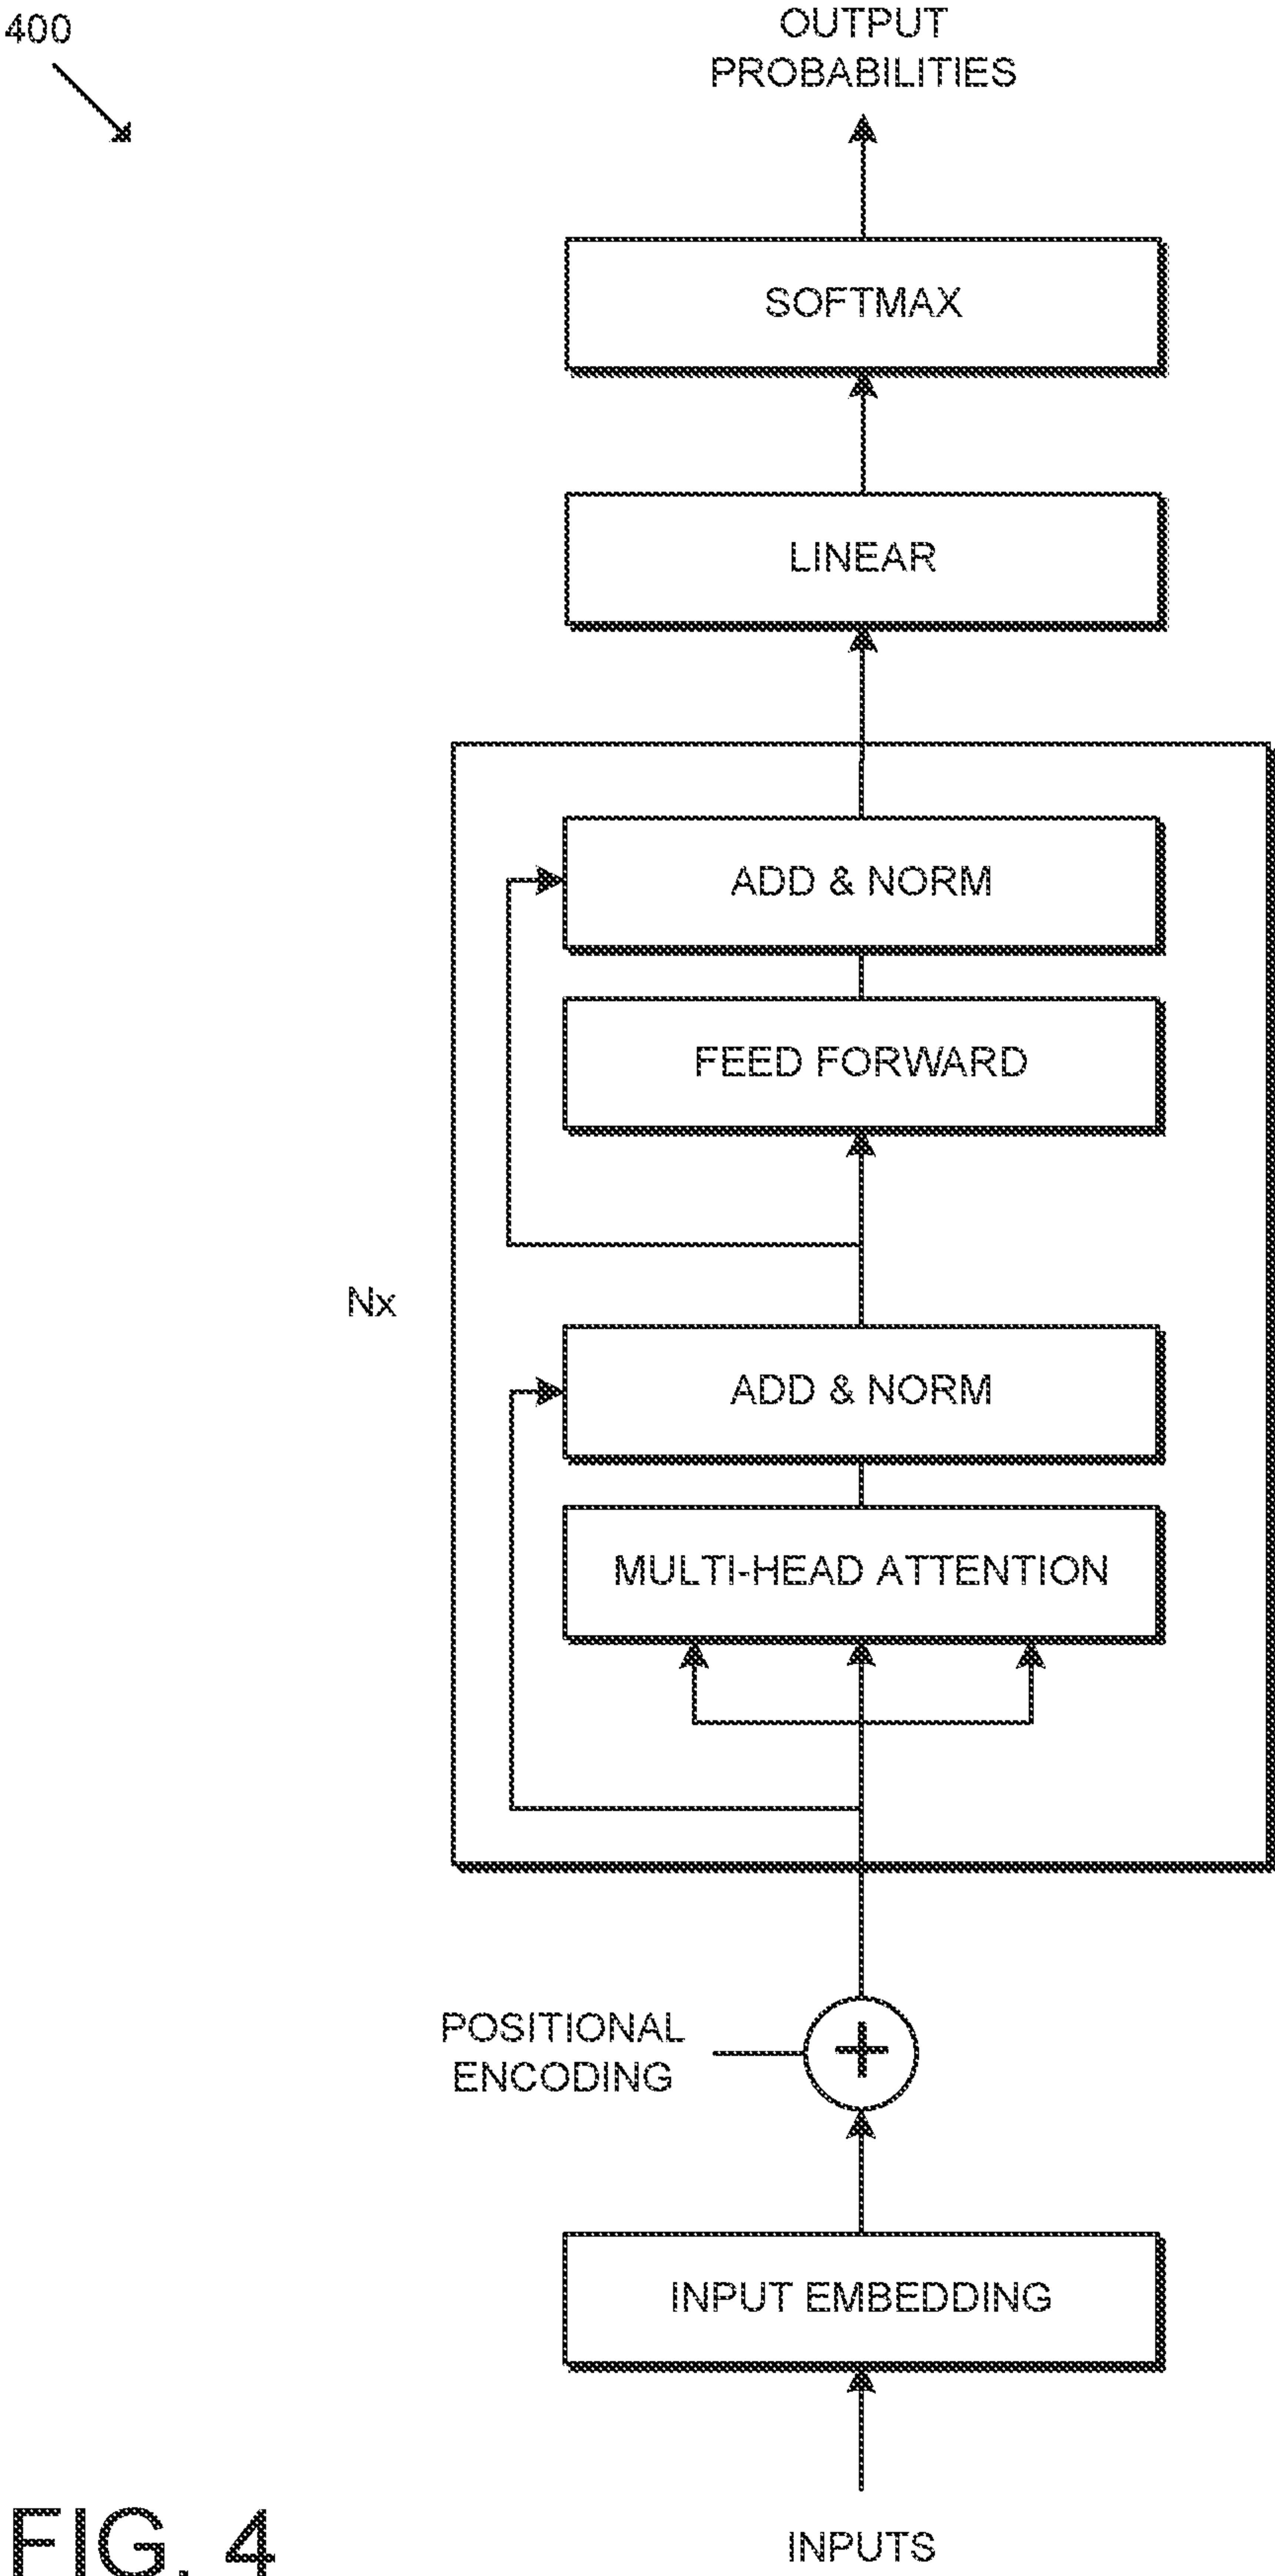 400
OUTPUT
PROBABILITIES
SOFTMAX
LINEAR
ADD & NORM
FEED FORWARD
Nx
ADD & NORM
MULTI-HEAD ATTENTION
POSITIONAL
ENCODING
+
INPUT EMBEDDING
INPUTS
FIG. 4